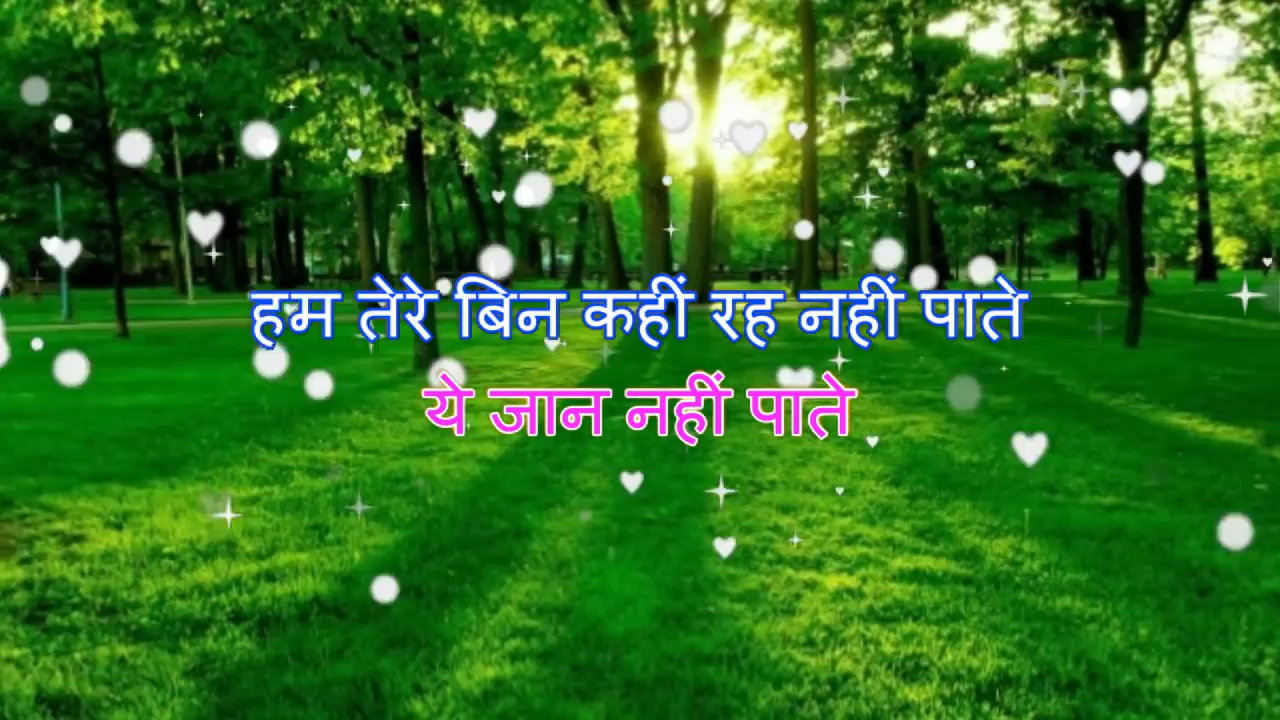 हम तेरे बिन कहीं रह नहीं पाते
ये जान नहीं पाते